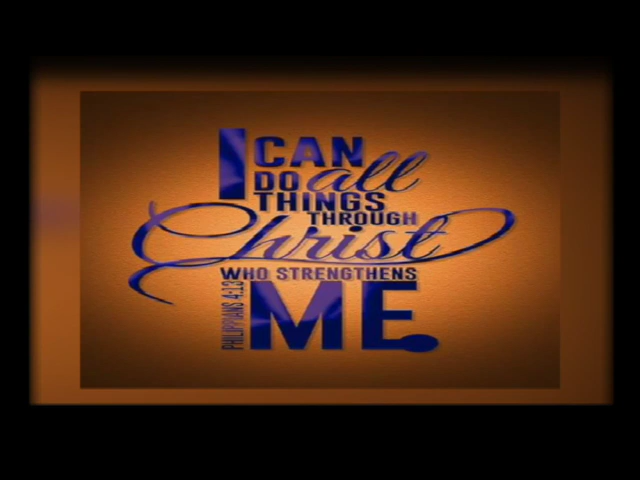 I CAN
DO all
THINGS
THROUGH
Christ
WHO STRENGTHENS
ME
PHILIPPIANS 4:13